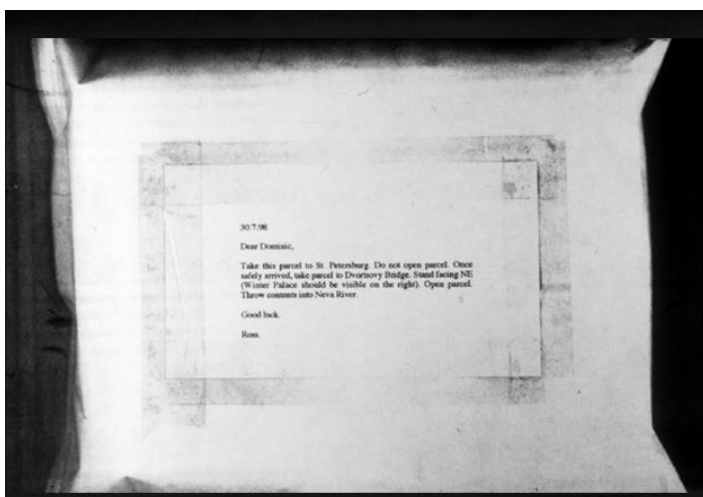 30.7.98
Dear Dominic,
Take this parcel to St. Petersburg. Do not open parcel. Once
safely arrived, take parcel to Dvortsovy Bridge. Stand facing NE
(Winter Palace should be visible on the right). Open parcel.
Throw contents into Neva River.
Good luck.
Ross.